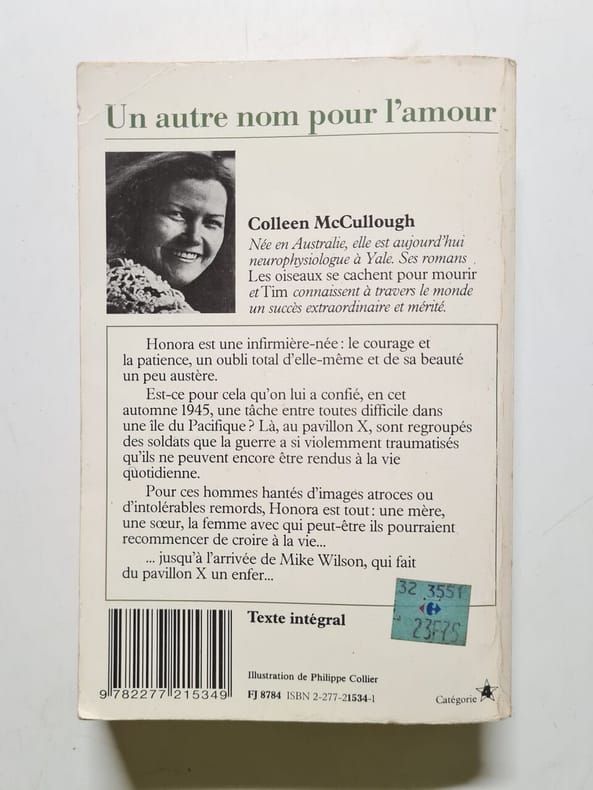 Un autre nom pour l'amour
Colleen McCullough
Née en Australie, elle est aujourd'hui
neurophysiologue à Yale. Ses romans
Les oiseaux se cachent pour mourir
et Tim connaissent à travers le monde
un succès extraordinaire et mérité.
Honora est une infirmière-née : le courage et
la patience, un oubli total d'elle-même et de sa beauté
un peu austère.
Est-ce pour cela qu'on lui a confié, en cet
automne 1945, une tâche entre toutes difficile dans
une île du Pacifique ? Là, au pavillon X, sont regroupés
des soldats que la guerre a si violemment traumatisés
qu'ils ne peuvent encore être rendus à la vie
quotidienne.
Pour ces hommes hantés d'images atroces ou
d'intolérables remords, Honora est tout : une mère,
une sœur, la femme avec qui peut-être ils pourraient
recommencer de croire à la vie...
... jusqu'à l'arrivée de Mike Wilson, qui fait
du pavillon X un enfer...
32 3551
23F75
Texte intégral
Illustration de Philippe Collier
FJ 8784 ISBN 2-277-21534-1
9 782277 215349
Catégorie 4